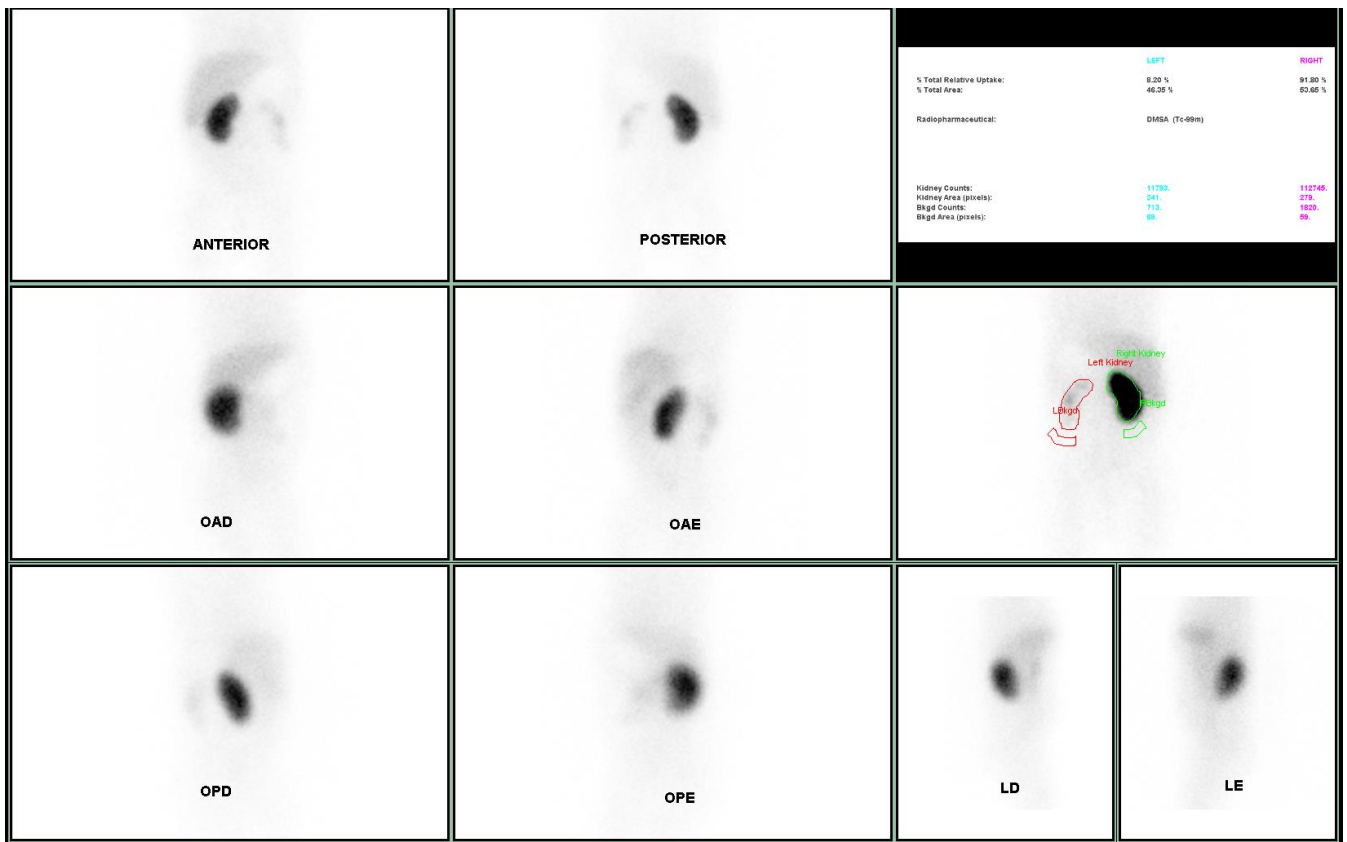 ANTERIOR
POSTERIOR
LEFT RIGHT
% Total Relative Uptake: 8.20 % 91.80 %
% Total Area: 46.35 % 53.65 %
Radiopharmaceutical: DMSA (Tc-99m)
Kidney Counts: 11793. 112745.
Kidney Area (pixels): 241. 279.
Bkgd Counts: 713. 1820.
Bkgd Area (pixels): 69. 59.
OAD
OAE
Right Kidney
Left Kidney
LBkgd
RBkgd
OPD
OPE
LD
LE